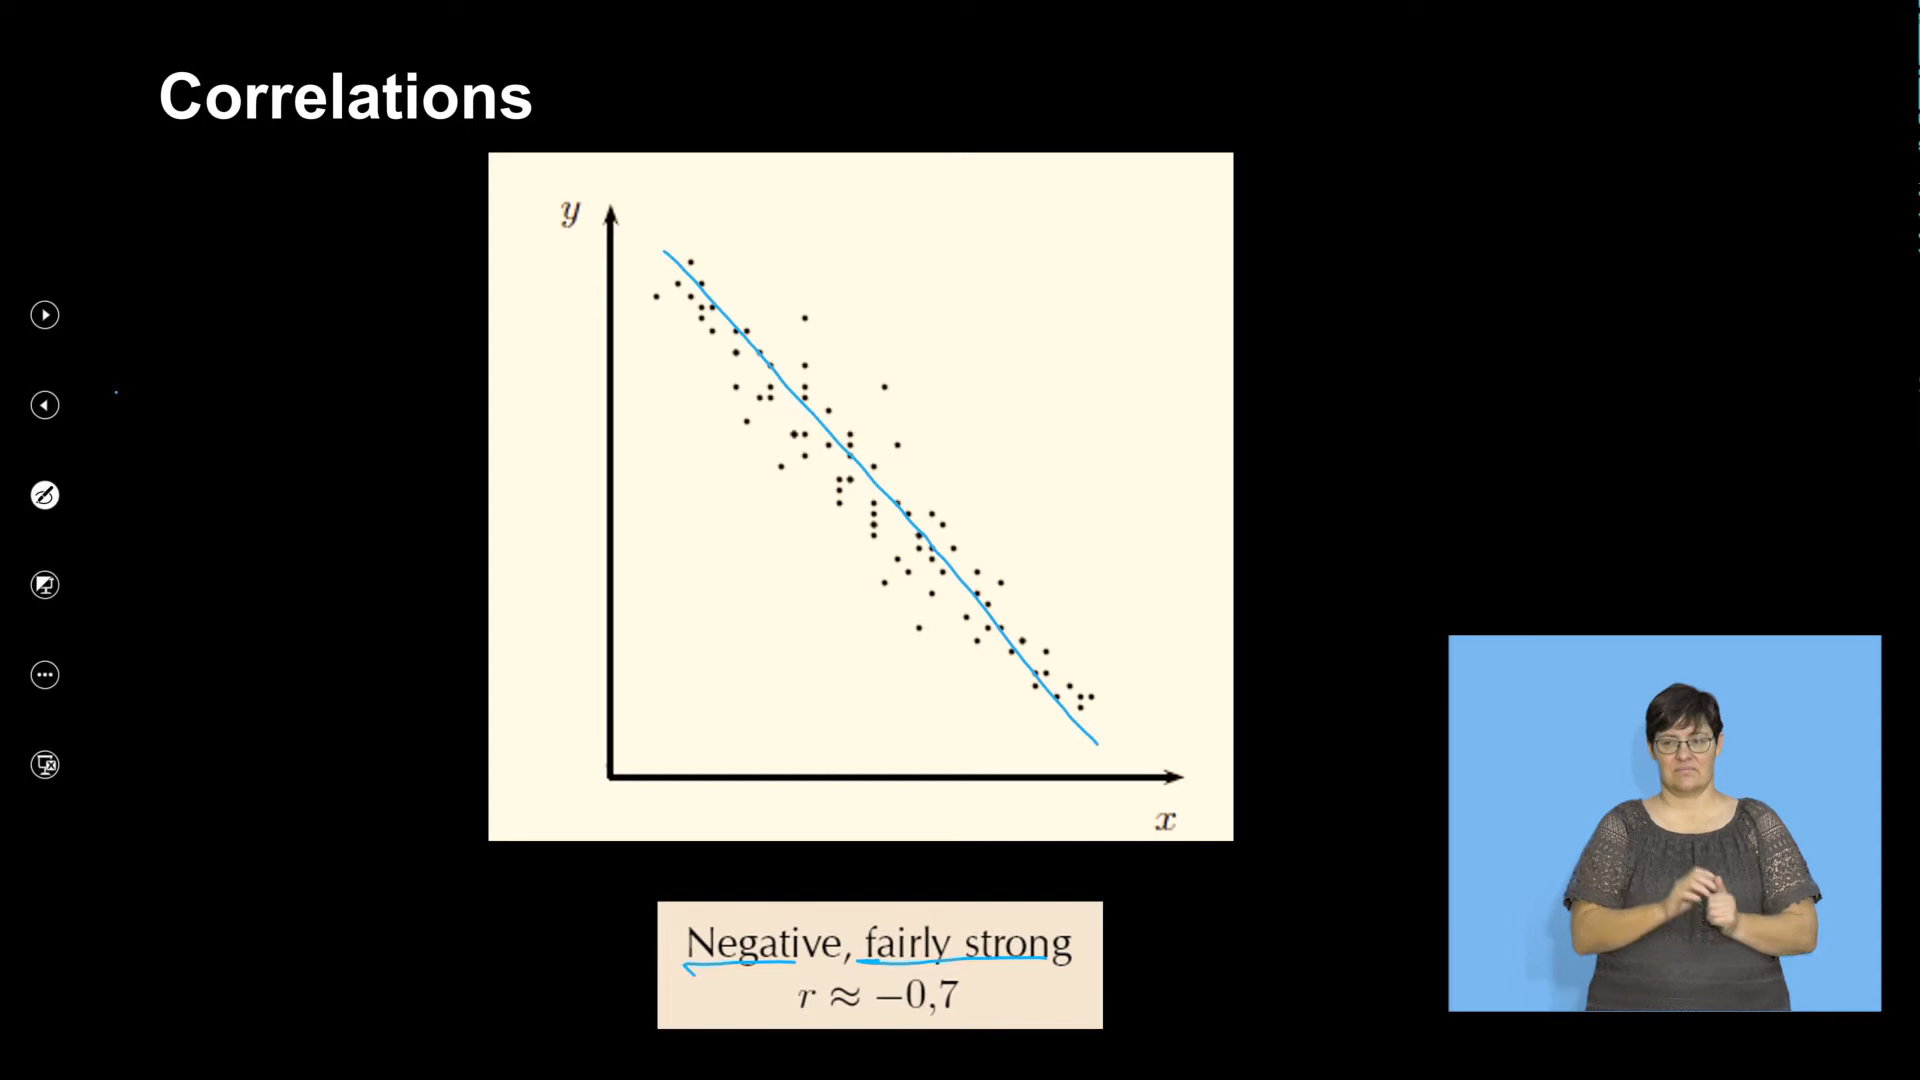 Correlations
y
x
Negative, fairly strong
r ≈ −0,7